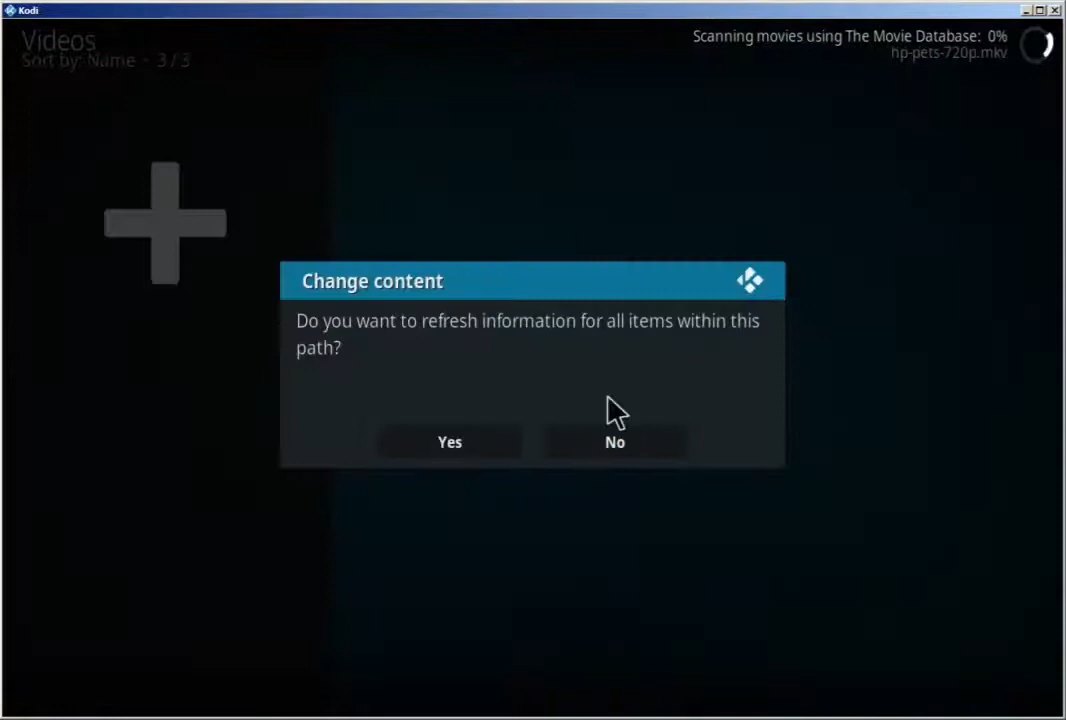 Kodi
Videos
Sort by: Name · 3 / 3
Scanning movies using The Movie Database: 0%
hp-pets-720p.mkv
Change content
Do you want to refresh information for all items within this
path?
Yes
No